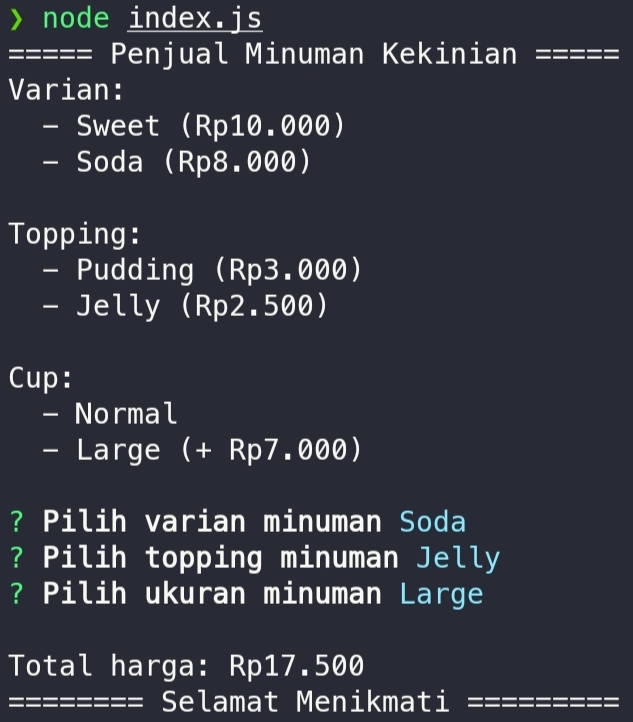 ❯ node index.js
===== Penjual Minuman Kekinian =====
Varian:
  - Sweet (Rp10.000)
  - Soda (Rp8.000)

Topping:
  - Pudding (Rp3.000)
  - Jelly (Rp2.500)

Cup:
  - Normal
  - Large (+ Rp7.000)

? Pilih varian minuman Soda
? Pilih topping minuman Jelly
? Pilih ukuran minuman Large

Total harga: Rp17.500
======== Selamat Menikmati =========